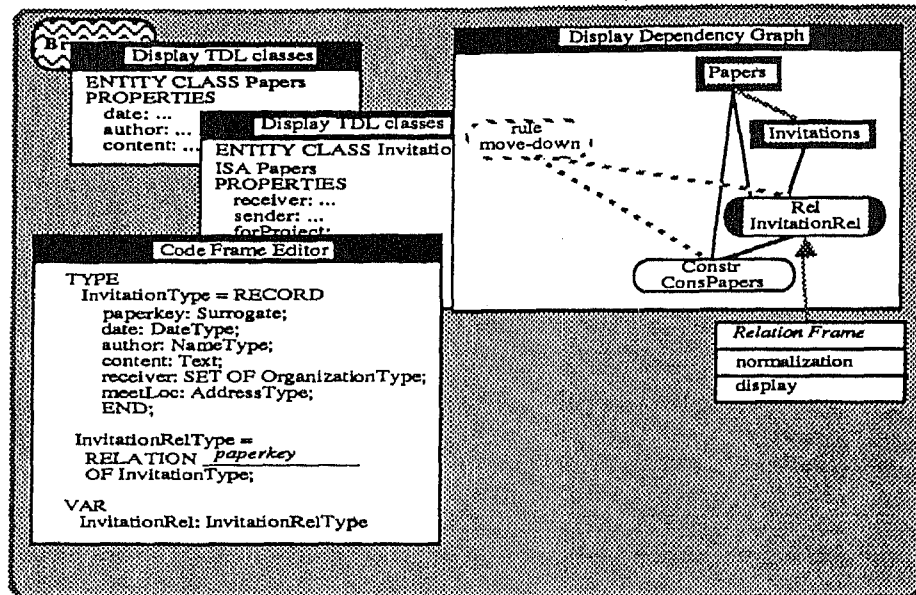 Br
Display TDL classes
ENTITY CLASS Papers
PROPERTIES
date: ...
author: ...
content: ...
Display TDL classes
ENTITY CLASS Invitatio
ISA Papers
PROPERTIES
receiver: ...
sender: ...
forProject:
Code Frame Editor
TYPE
InvitationType = RECORD
paperkey: Surrogate;
date: DateType;
author: NameType;
content: Text;
receiver: SET OF OrganizationType;
meetLoc: AddressType;
END;
InvitationRelType =
RELATION paperkey
OF InvitationType;
VAR
InvitationRel: InvitationRelType
Display Dependency Graph
Papers
Invitations
rule
move-down
Rel
InvitationRel
Constr
ConsPapers
Relation Frame
normalization
display